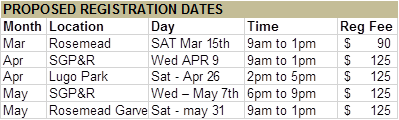 PROPOSED REGISTRATION DATES
Month Location Day Time Reg Fee
Mar Rosemead SAT Mar 15th 9am to 1pm $ 90
Apr SGP&R Wed APR 9 9am to 1pm $ 125
Apr Lugo Park Sat - Apr 26 2pm to 5pm $ 125
May SGP&R Wed – May 7th 6pm to 9pm $ 125
May Rosemead Garve Sat - may 31 9am to 1pm $ 125